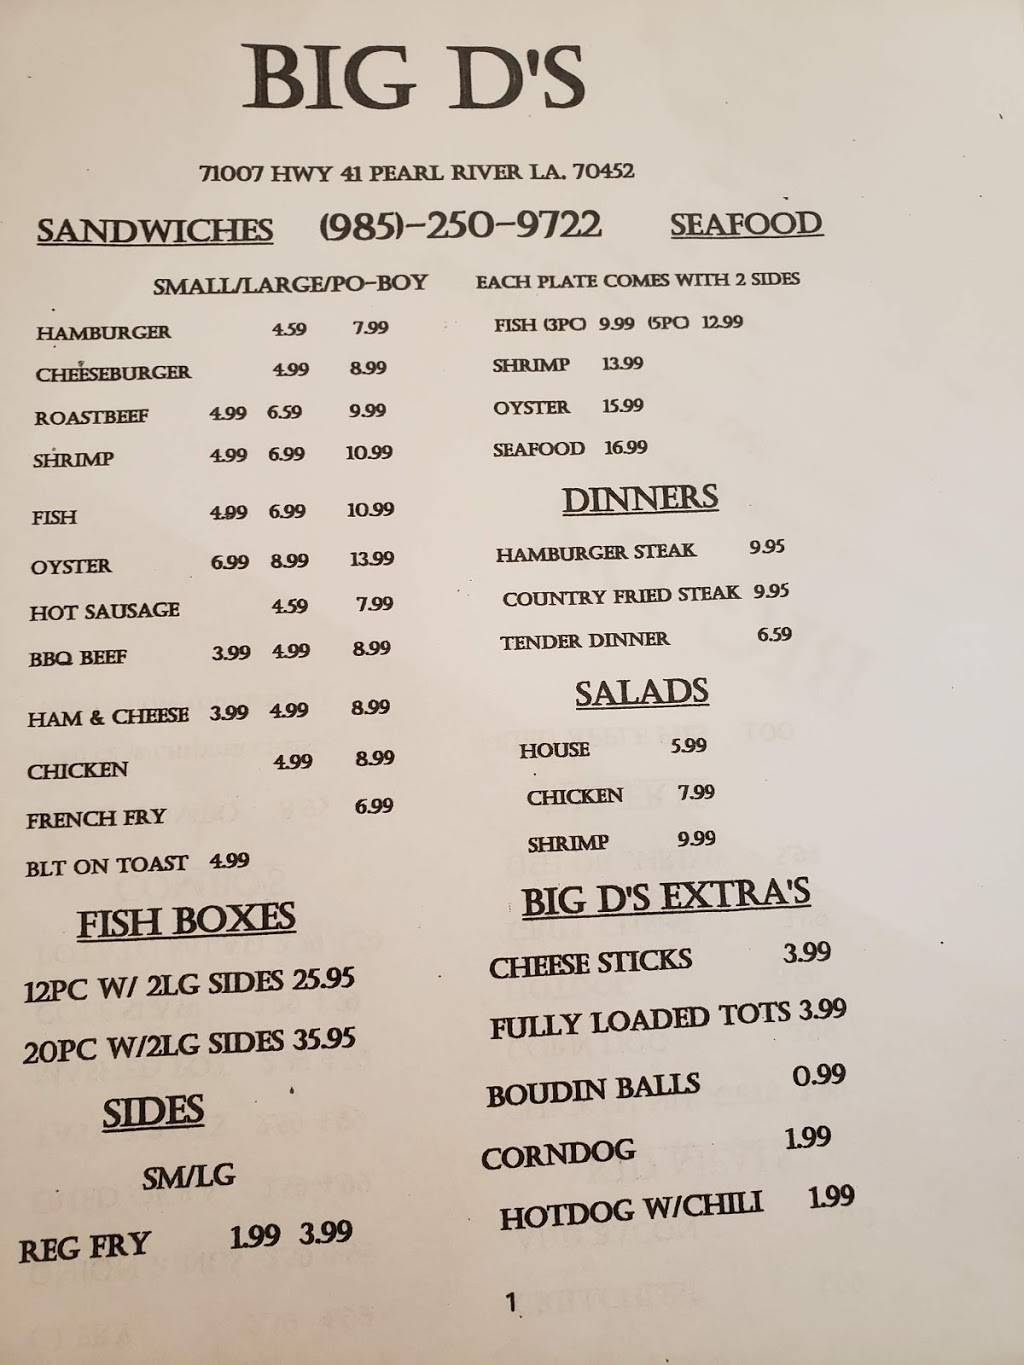 BIG D'S
71007 HWY 41 PEARL RIVER LA. 70452
(985)-250-9722
SANDWICHES
SMALL/LARGE/PO-BOY
HAMBURGER 4.59 7.99
CHEESEBURGER 4.99 8.99
ROASTBEEF 4.99 6.59 9.99
SHRIMP 4.99 6.99 10.99
FISH 4.99 6.99 10.99
OYSTER 6.99 8.99 13.99
HOT SAUSAGE 4.59 7.99
BBQ BEEF 3.99 4.99 8.99
HAM & CHEESE 3.99 4.99 8.99
CHICKEN 4.99 8.99
FRENCH FRY 6.99
BLT ON TOAST 4.99
FISH BOXES
12PC W/ 2LG SIDES 25.95
20PC W/2LG SIDES 35.95
SIDES
SM/LG
REG FRY 1.99 3.99
SEAFOOD
EACH PLATE COMES WITH 2 SIDES
FISH (3PC) 9.99 (5PC) 12.99
SHRIMP 13.99
OYSTER 15.99
SEAFOOD 16.99
DINNERS
HAMBURGER STEAK 9.95
COUNTRY FRIED STEAK 9.95
TENDER DINNER 6.59
SALADS
HOUSE 5.99
CHICKEN 7.99
SHRIMP 9.99
BIG D'S EXTRA'S
CHEESE STICKS 3.99
FULLY LOADED TOTS 3.99
BOUDIN BALLS 0.99
CORNDOG 1.99
HOTDOG W/CHILI 1.99
1